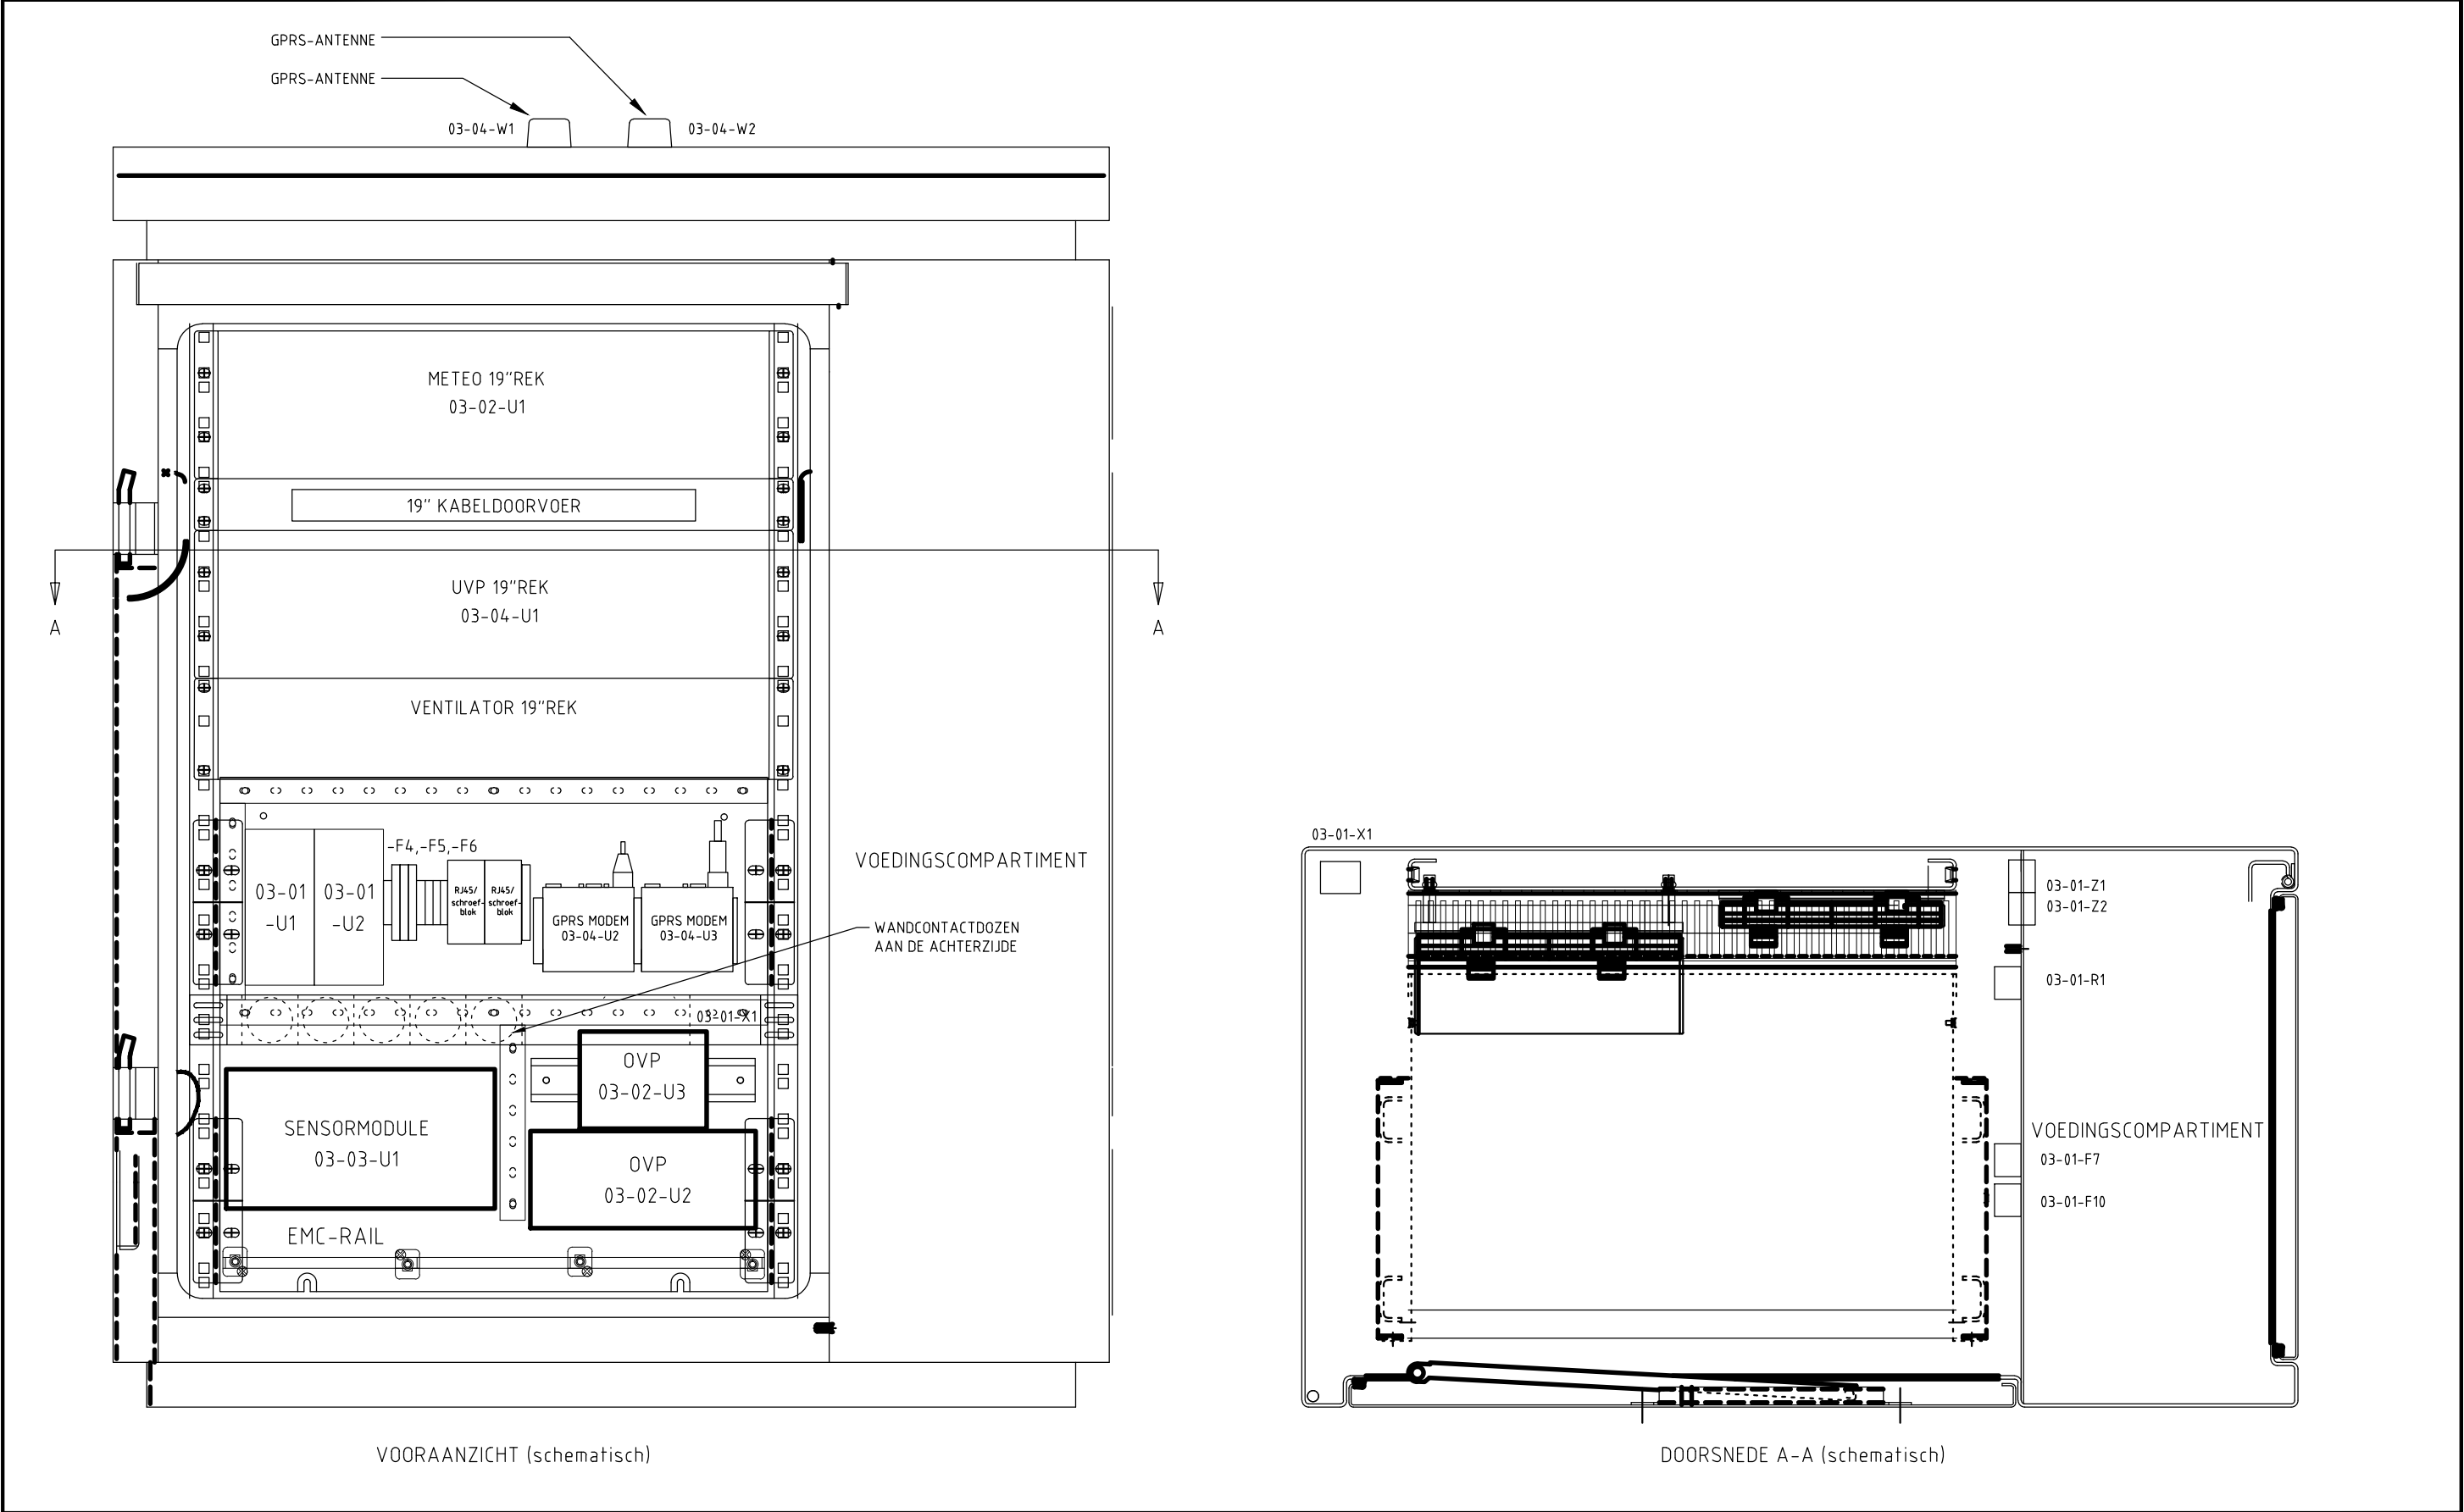 GPRS-ANTENNE
GPRS-ANTENNE
03-04-W1
03-04-W2
METEO 19"REK
03-02-U1
19" KABELDOORVOER
UVP 19"REK
03-04-U1
A
A
VENTILATOR 19"REK
-F4,-F5,-F6
03-01
-U1
03-01
-U2
RJ45/
schroef-
blok
RJ45/
schroef-
blok
GPRS MODEM
03-04-U2
GPRS MODEM
03-04-U3
VOEDINGSCOMPARTIMENT
WANDCONTACTDOZEN
AAN DE ACHTERZIJDE
03-01-X1
OVP
03-02-U3
SENSORMODULE
03-03-U1
OVP
03-02-U2
EMC-RAIL
VOORAANZICHT (schematisch)
03-01-X1
03-01-Z1
03-01-Z2
03-01-R1
VOEDINGSCOMPARTIMENT
03-01-F7
03-01-F10
DOORSNEDE A-A (schematisch)